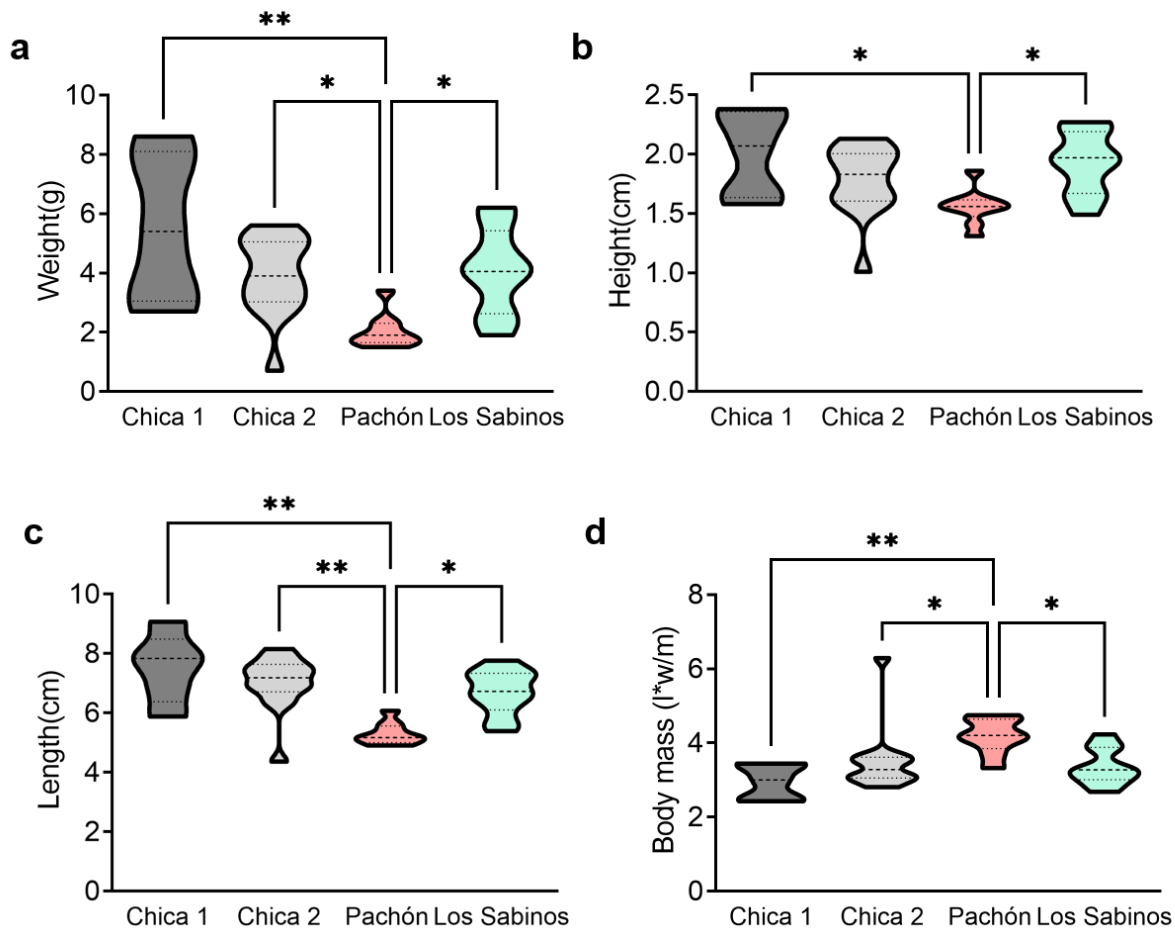 a
**
*
*
10
8
6
4
2
0
Weight(g)
Chica 1 Chica 2 Pachón Los Sabinos
b
*
*
2.5
2.0
1.5
1.0
0.5
0.0
Height(cm)
Chica 1 Chica 2 Pachón Los Sabinos
c
**
**
*
10
8
6
4
2
0
Length(cm)
Chica 1 Chica 2 Pachón Los Sabinos
d
**
*
*
8
6
4
2
0
Body mass (l*w/m)
Chica 1 Chica 2 Pachón Los Sabinos